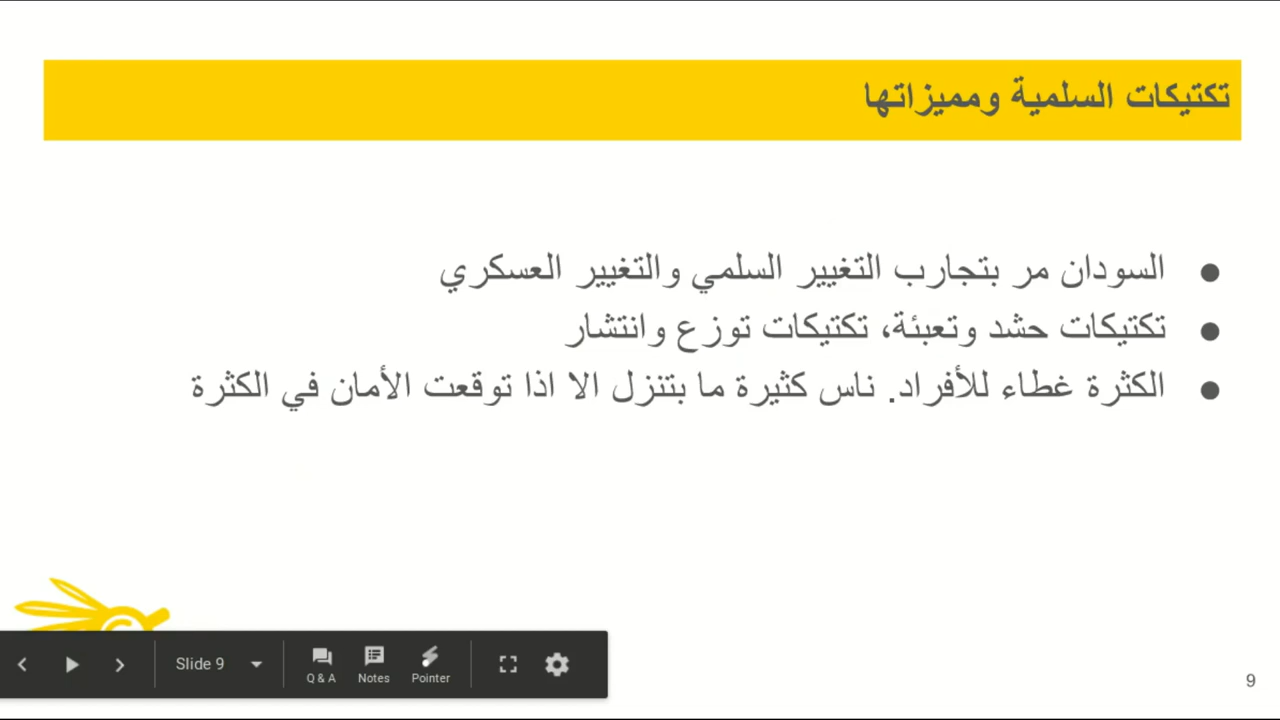 تكتيكات السلمية ومميزاتها
● السودان مر بتجارب التغيير السلمي والتغيير العسكري
● تكتيكات حشد وتعبئة، تكتيكات توزع وانتشار
● الكثرة غطاء للأفراد. ناس كثيرة ما بتنزل الا اذا توقعت الأمان في الكثرة
Slide 9
Q & A
Notes
Pointer
9